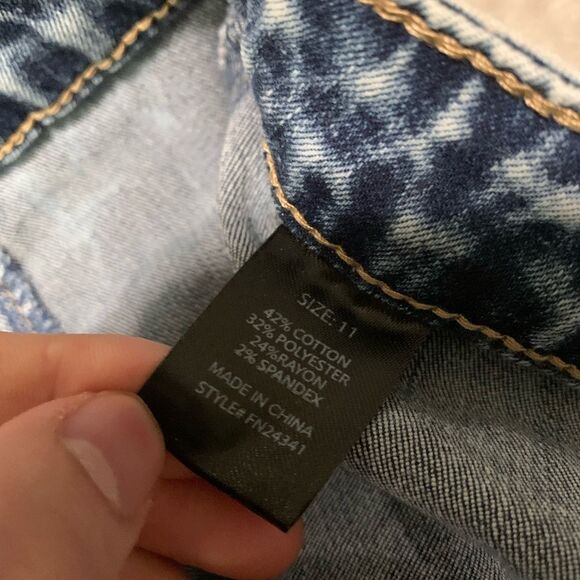 SIZE: 11
42% COTTON
32% POLYESTER
24%RAYON
2% SPANDEX
MADE IN CHINA
STYLE# FN24341